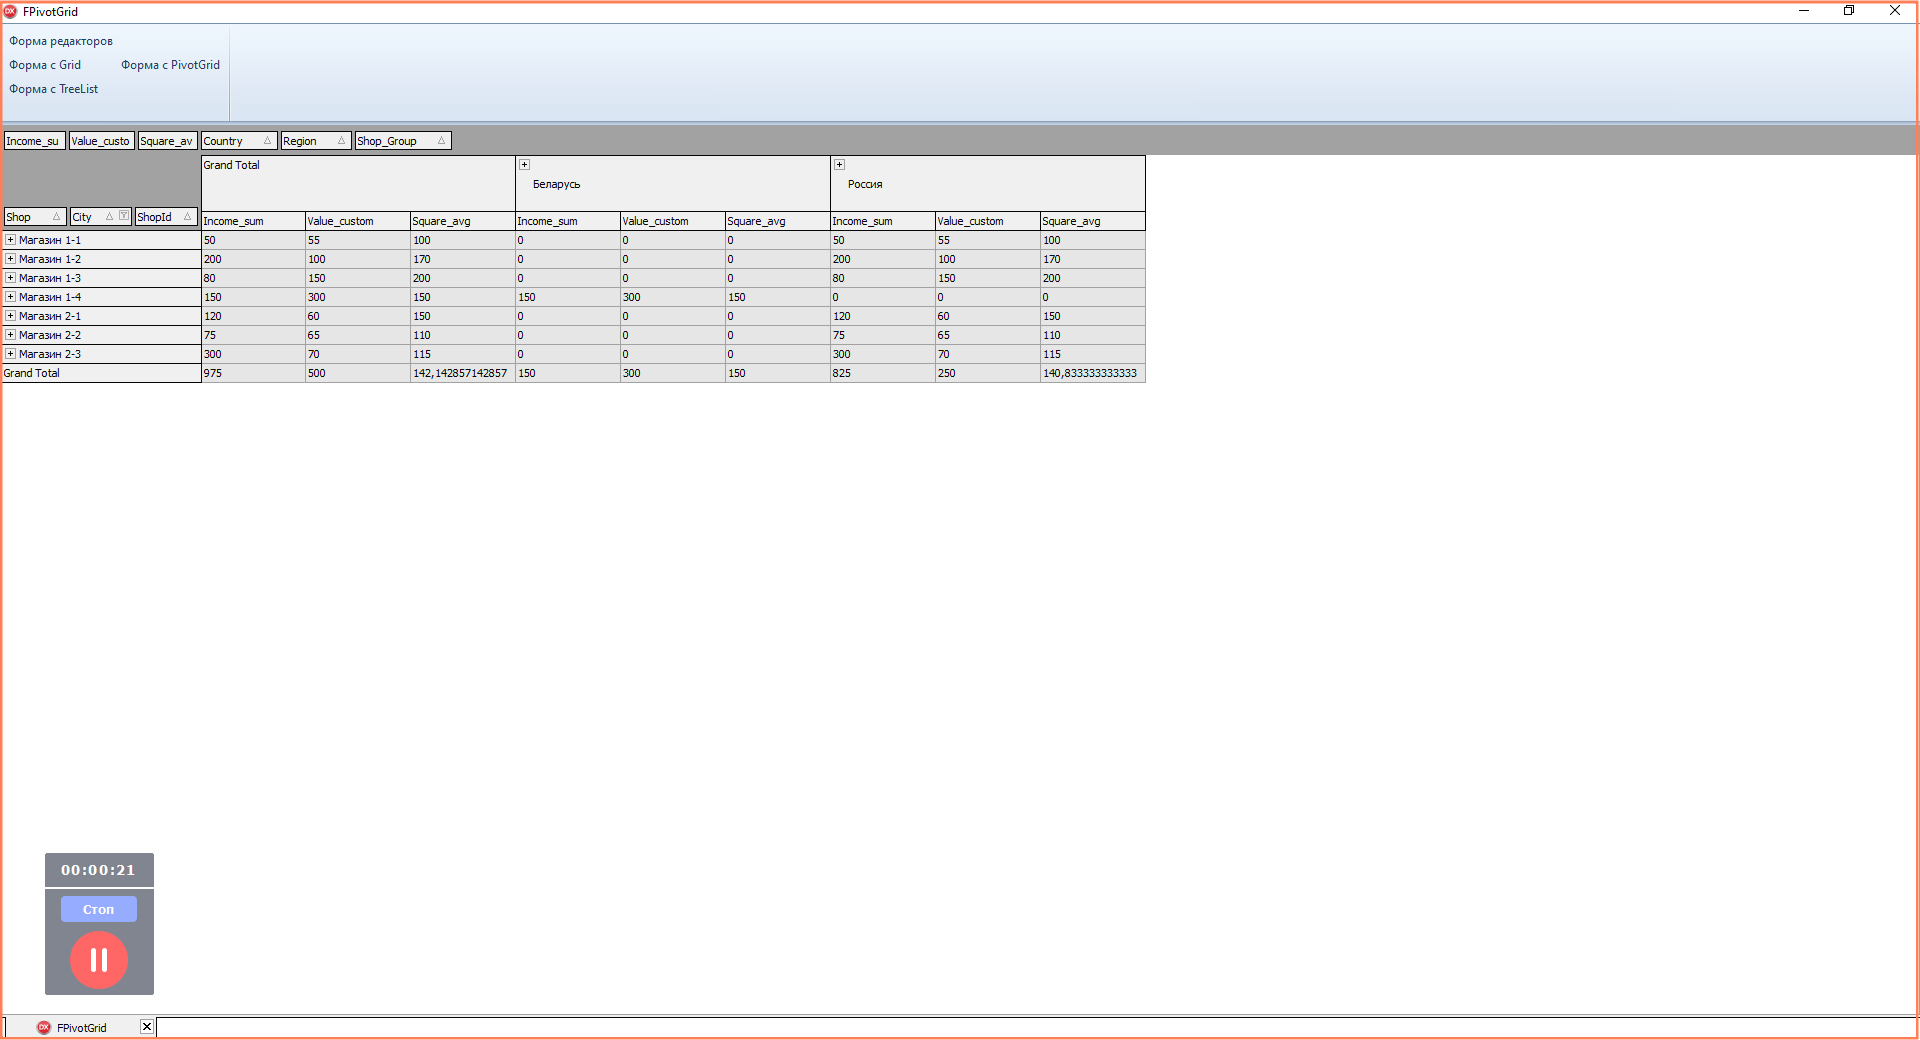 FPivotGrid
Форма редакторов
Форма с Grid Форма с PivotGrid
Форма с TreeList
Income_su Value_custo Square_av Country Region Shop_Group
Grand Total
Беларусь Россия
Shop City ShopId
Income_sum Value_custom Square_avg Income_sum Value_custom Square_avg Income_sum Value_custom Square_avg
Магазин 1-1 50 55 100 0 0 0 50 55 100
Магазин 1-2 200 100 170 0 0 0 200 100 170
Магазин 1-3 80 150 200 0 0 0 80 150 200
Магазин 1-4 150 300 150 150 300 150 0 0 0
Магазин 2-1 120 60 150 0 0 0 120 60 150
Магазин 2-2 75 65 110 0 0 0 75 65 110
Магазин 2-3 300 70 115 0 0 0 300 70 115
Grand Total 975 500 142,142857142857 150 300 150 825 250 140,833333333333
00:00:21
Стоп
FPivotGrid